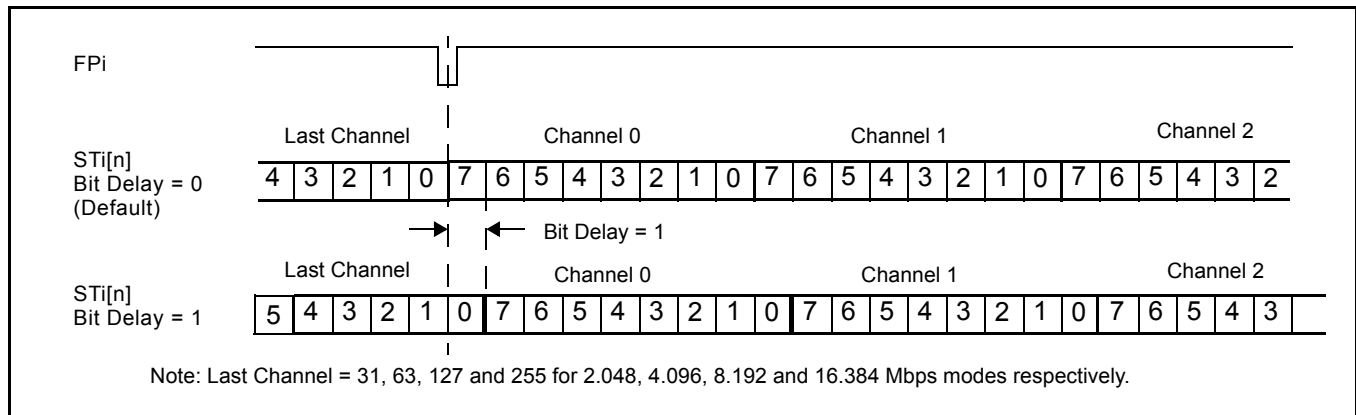 FPi
Last Channel Channel 0 Channel 1 Channel 2
STi[n]
Bit Delay = 0
(Default)
4 3 2 1 0 7 6 5 4 3 2 1 0 7 6 5 4 3 2 1 0 7 6 5 4 3 2
Bit Delay = 1
Last Channel Channel 0 Channel 1 Channel 2
STi[n]
Bit Delay = 1
5 4 3 2 1 0 7 6 5 4 3 2 1 0 7 6 5 4 3 2 1 0 7 6 5 4 3
Note: Last Channel = 31, 63, 127 and 255 for 2.048, 4.096, 8.192 and 16.384 Mbps modes respectively.